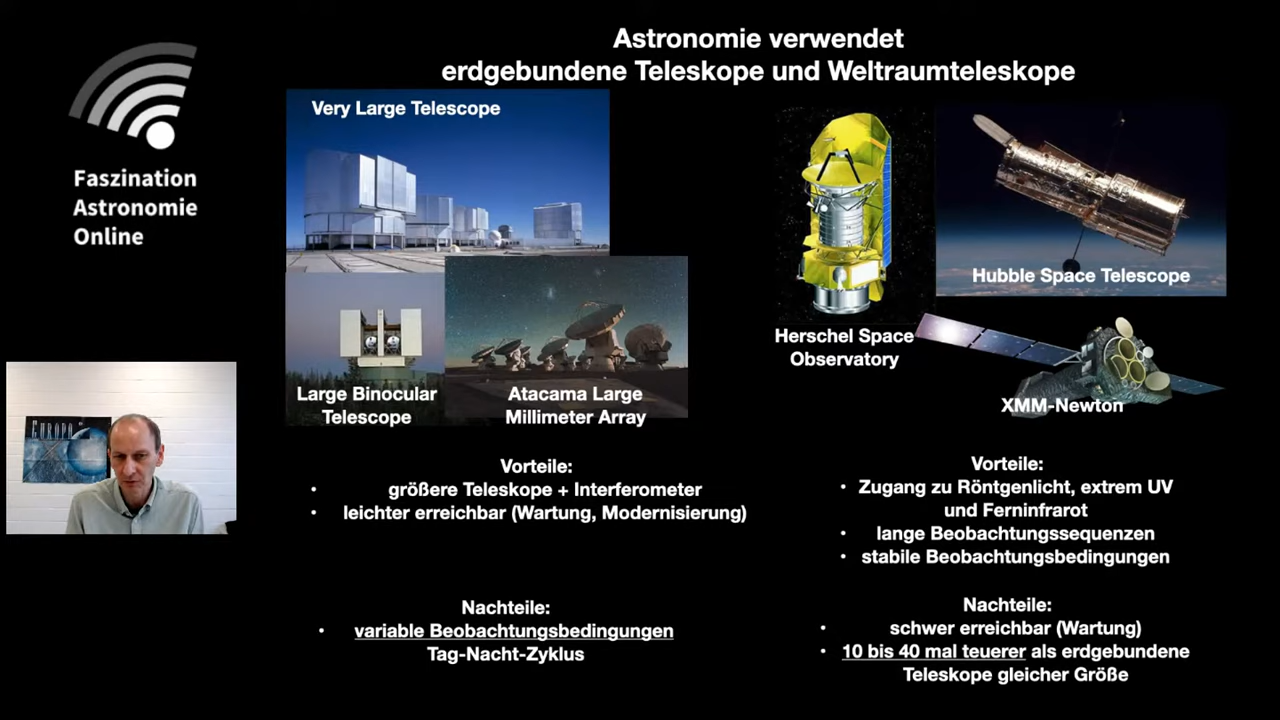 Astronomie verwendet
erdgebundene Teleskope und Weltraumteleskope
Faszination
Astronomie
Online
Very Large Telescope
Large Binocular
Telescope
Atacama Large
Millimeter Array
Herschel Space
Observatory
Hubble Space Telescope
XMM-Newton
EUROPA
Vorteile:
• größere Teleskope + Interferometer
• leichter erreichbar (Wartung, Modernisierung)
Nachteile:
• variable Beobachtungsbedingungen
Tag-Nacht-Zyklus
Vorteile:
• Zugang zu Röntgenlicht, extrem UV
und Ferninfrarot
• lange Beobachtungssequenzen
• stabile Beobachtungsbedingungen
Nachteile:
• schwer erreichbar (Wartung)
• 10 bis 40 mal teuerer als erdgebundene
Teleskope gleicher Größe